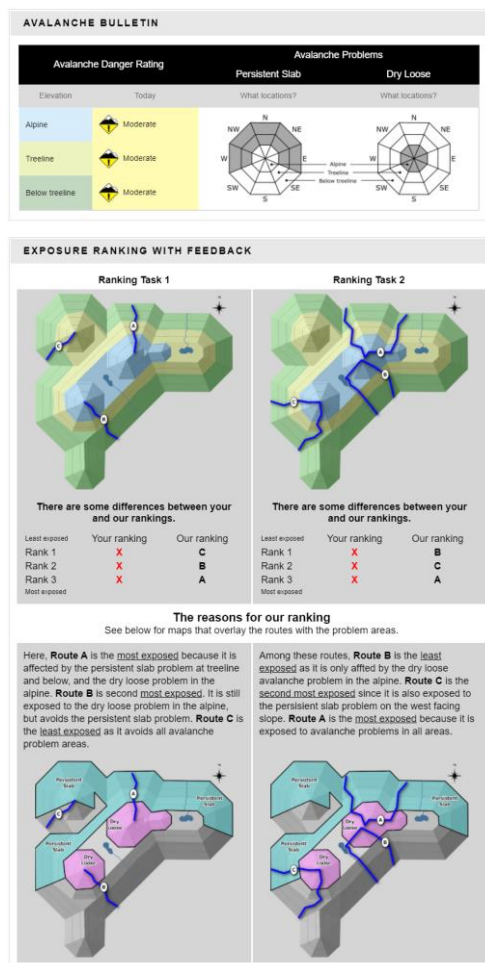 AVALANCHE BULLETIN
Avalanche Danger Rating
Avalanche Problems
Persistent Slab
Dry Loose
Elevation
Today
What locations?
What locations?
Alpine
Moderate
Treeline
Moderate
Below treeline
Moderate
N
NE
E
SE
S
SW
W
NW
Alpine
Treeline
Below treeline
N
NE
E
SE
S
SW
W
NW
EXPOSURE RANKING WITH FEEDBACK
Ranking Task 1
Ranking Task 2
A
B
C
A
B
C
There are some differences between your
and our rankings.
Least exposed Your ranking Our ranking
Rank 1 X C
Rank 2 X B
Rank 3 X A
Most exposed
There are some differences between your
and our rankings.
Least exposed Your ranking Our ranking
Rank 1 X B
Rank 2 X C
Rank 3 X A
Most exposed
The reasons for our ranking
See below for maps that overlay the routes with the problem areas.
Here, Route A is the most exposed because it is
affected by the persistent slab problem at treeline
and below, and the dry loose problem in the
alpine. Route B is second most exposed. It is still
exposed to the dry loose problem in the alpine,
but avoids the persistent slab problem. Route C is
the least exposed as it avoids all avalanche
problem areas.
Among these routes, Route B is the least
exposed as it is only affted by the dry loose
avalanche problem in the alpine. Route C is the
second most exposed since it is also exposed to
the persisient slab problem on the west facing
slope. Route A is the most exposed because it is
exposed to avalanche problems in all areas.
Persistent
Slab
Persistent
Slab
Persistent
Slab
Dry
Loose
Dry
Loose
A
B
C
Persistent
Slab
Persistent
Slab
Persistent
Slab
Dry
Loose
Dry
Loose
A
B
C